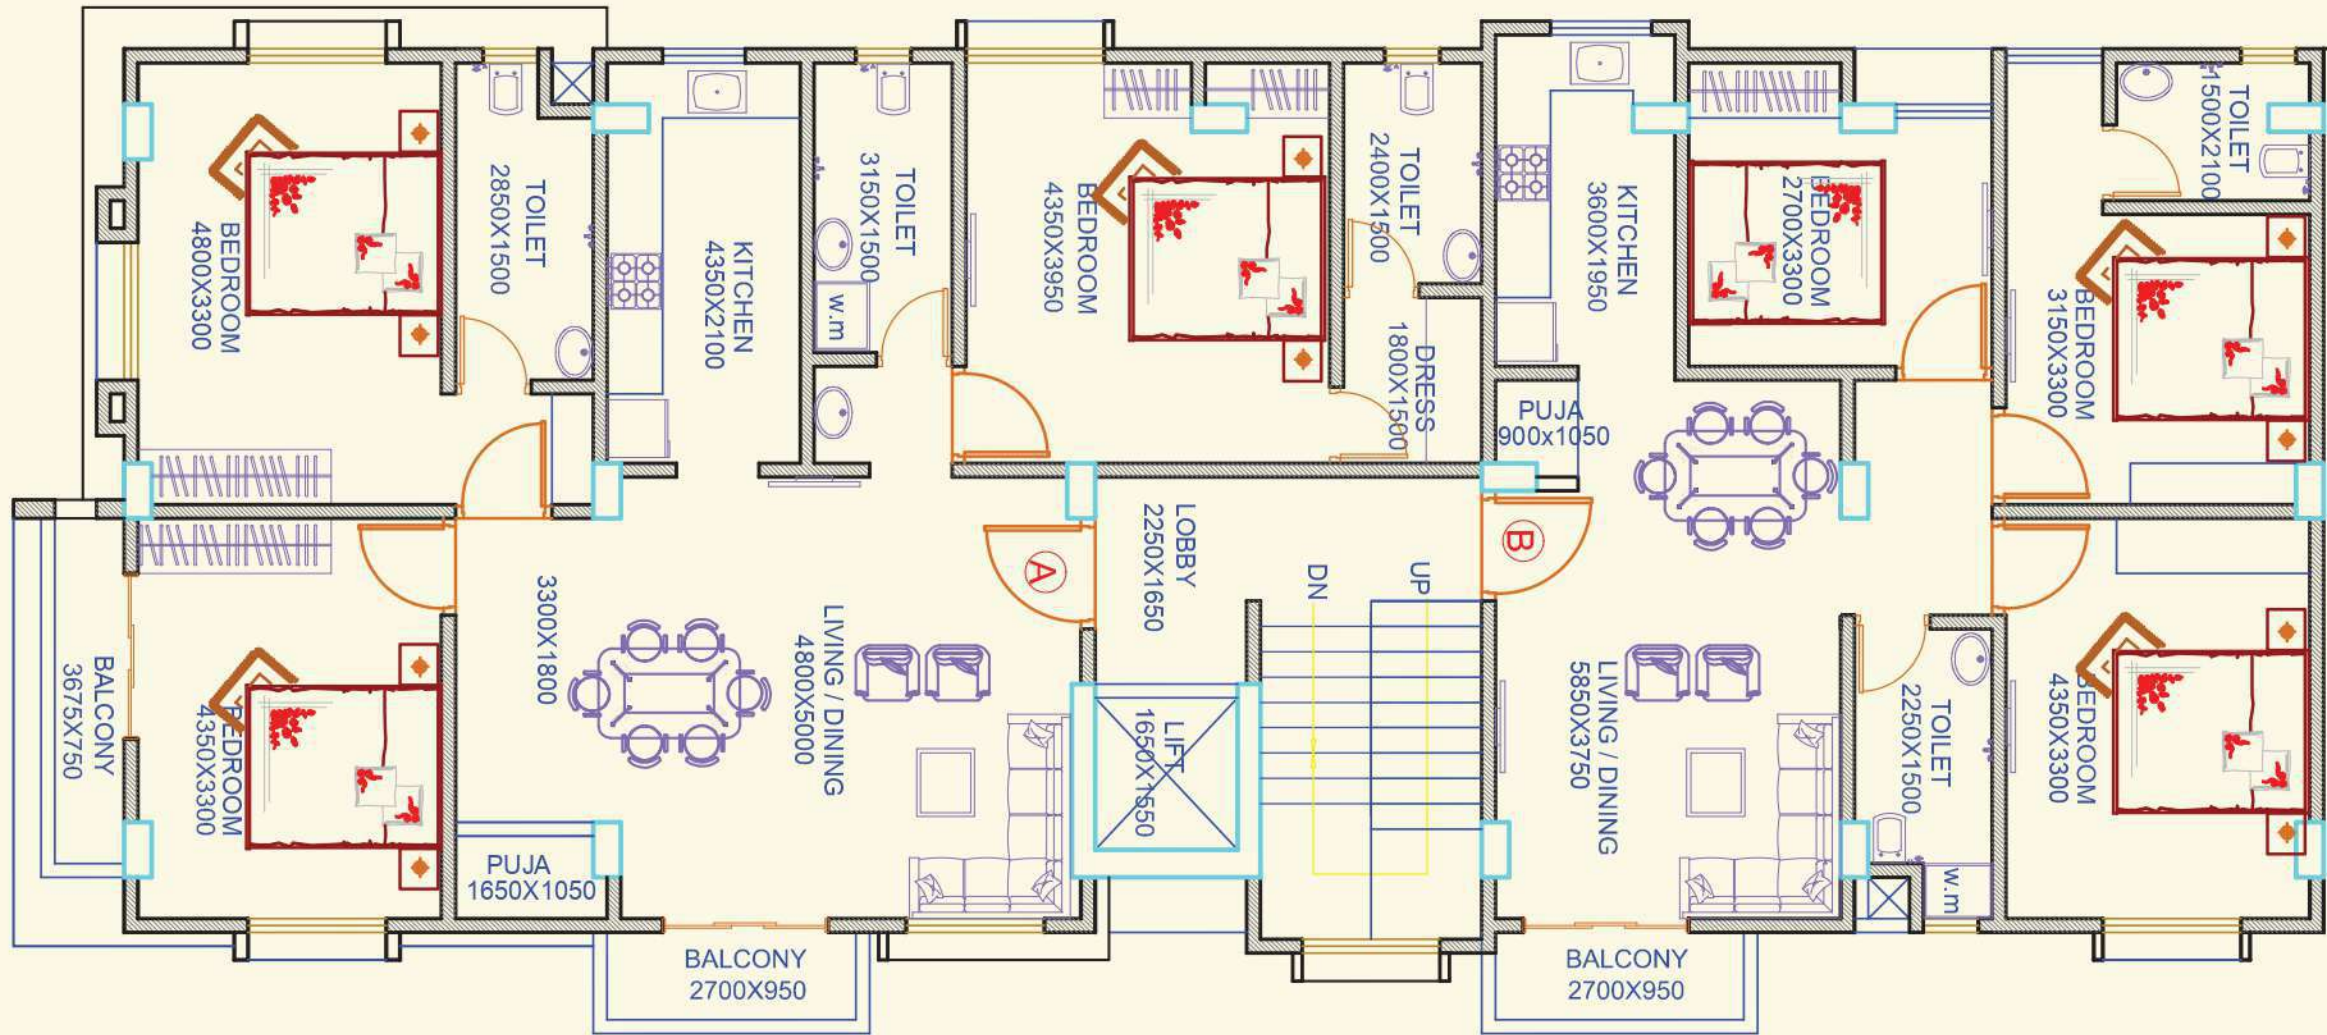 BEDROOM
4800X3300
TOILET
2850X1500
KITCHEN
4350X2100
TOILET
3150X1500
w.m
BEDROOM
4350X3950
TOILET
2400X1500
DRESS
1800X1500
KITCHEN
3600X1950
PUJA
900x1050
BEDROOM
2700X3300
TOILET
1500X2100
BEDROOM
3150X3300
BALCONY
3675X750
BEDROOM
4350X3300
3300X1800
PUJA
1650X1050
LIVING / DINING
4800X5000
A
LOBBY
2250X1650
LIFT
1650X1550
DN
UP
B
LIVING / DINING
5850X3750
TOILET
2250X1500
w.m
BEDROOM
4350X3300
BALCONY
2700X950
BALCONY
2700X950